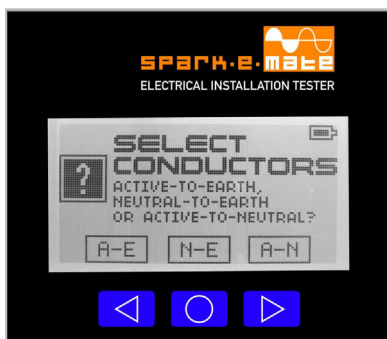 SPARK·E·MATE
ELECTRICAL INSTALLATION TESTER
SELECT
CONDUCTORS
?
ACTIVE-TO-EARTH,
NEUTRAL-TO-EARTH
OR ACTIVE-TO-NEUTRAL?
A-E N-E A-N